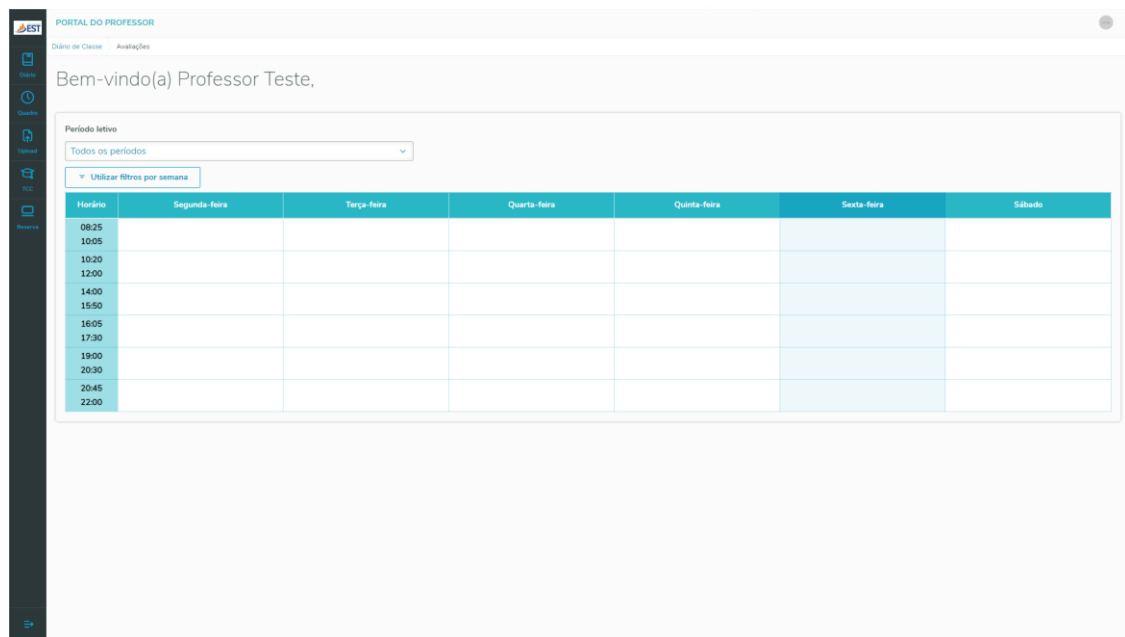 EST
PORTAL DO PROFESSOR
Diário de Classe Avaliações
Diário
Quadro
Upload
TCC
Reserva
Bem-vindo(a) Professor Teste,
Período letivo
Todos os períodos
Utilizar filtros por semana
Horário Segunda-feira Terça-feira Quarta-feira Quinta-feira Sexta-feira Sábado
08:25
10:05
10:20
12:00
14:00
15:50
16:05
17:30
19:00
20:30
20:45
22:00